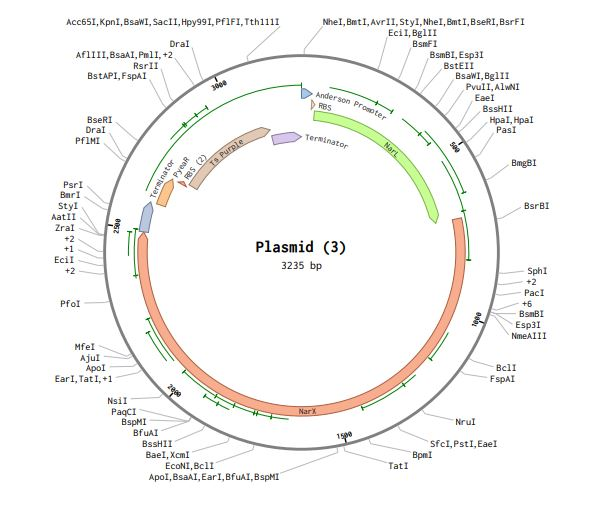 Acc65I,KpnI,BsaWI,SacII,Hpy99I,PflFI,Tth111I
NheI,BmtI,AvrII,StyI,NheI,BmtI,BseRI,BsrFI
EciI,BglII
BsmFI
BsmBI,Esp3I
BstEII
BsaWI,BglII
PvuII,AlwNI
EaeI
BssHII
HpaI,HpaI
PasI
BmgBI
BsrBI
SphI
+2
PacI
+6
BsmBI
Esp3I
NmeAIII
BclI
FspAI
NruI
SfcI,PstI,EaeI
BpmI
TatI
ApoI,BsaAI,EarI,BfuAI,BspMI
EcoNI,BclI
BaeI,XcmI
BssHII
BfuAI
BspMI
PaqCI
NsiI
EarI,TatI,+1
ApoI
AjuI
MfeI
PfoI
+2
EciI
+1
+2
ZraI
AatII
StyI
BmrI
PsrI
PflMI
DraI
BseRI
BstAPI,FspAI
RsrII
AflIII,BsaAI,PmlI,+2
DraI
500
1000
1500
2000
2500
3000
Anderson Promoter
RBS
NarL
NarX
Terminator
PyeaR
RBS (2)
Ts Purple
Terminator
Plasmid (3)
3235 bp